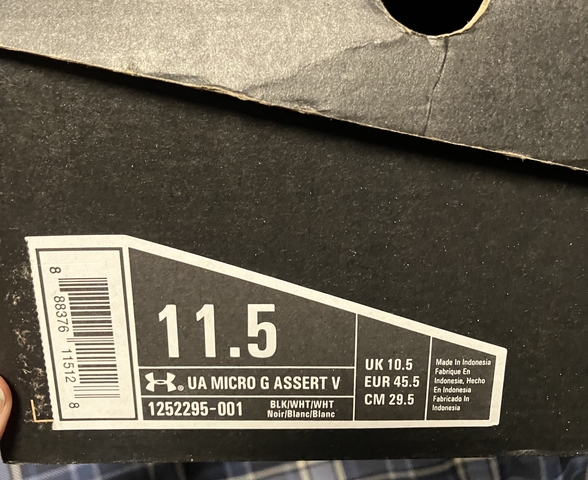 8 88376 11512 8
11.5
UA MICRO G ASSERT V
1252295-001
BLK/WHT/WHT
Noir/Blanc/Blanc
UK 10.5
EUR 45.5
CM 29.5
Made In Indonesia
Fabrique En
Indonesie, Hecho
En Indonesia
Fabricado In
Indonesia